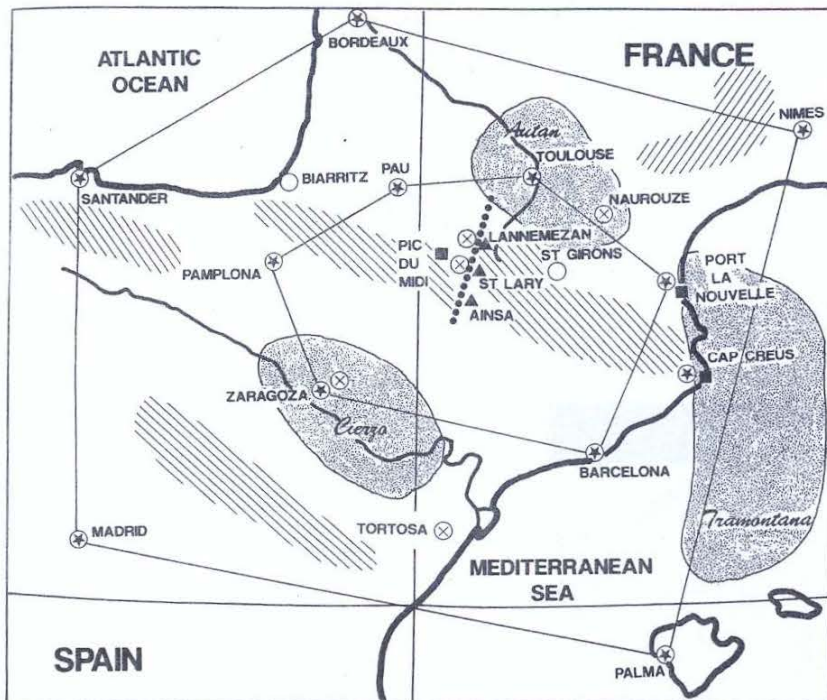 BORDEAUX
ATLANTIC
OCEAN
FRANCE
NIMES
Autan
TOULOUSE
BIARRITZ
PAU
SANTANDER
NAUROUZE
LANNEMEZAN
PIC
DU
MIDI
ST GIRONS
PAMPLONA
ST LARY
PORT
LA
NOUVELLE
AINSA
CAP CREUS
ZARAGOZA
Cierzo
BARCELONA
Tramontana
MADRID
TORTOSA
MEDITERRANEAN
SEA
SPAIN
PALMA